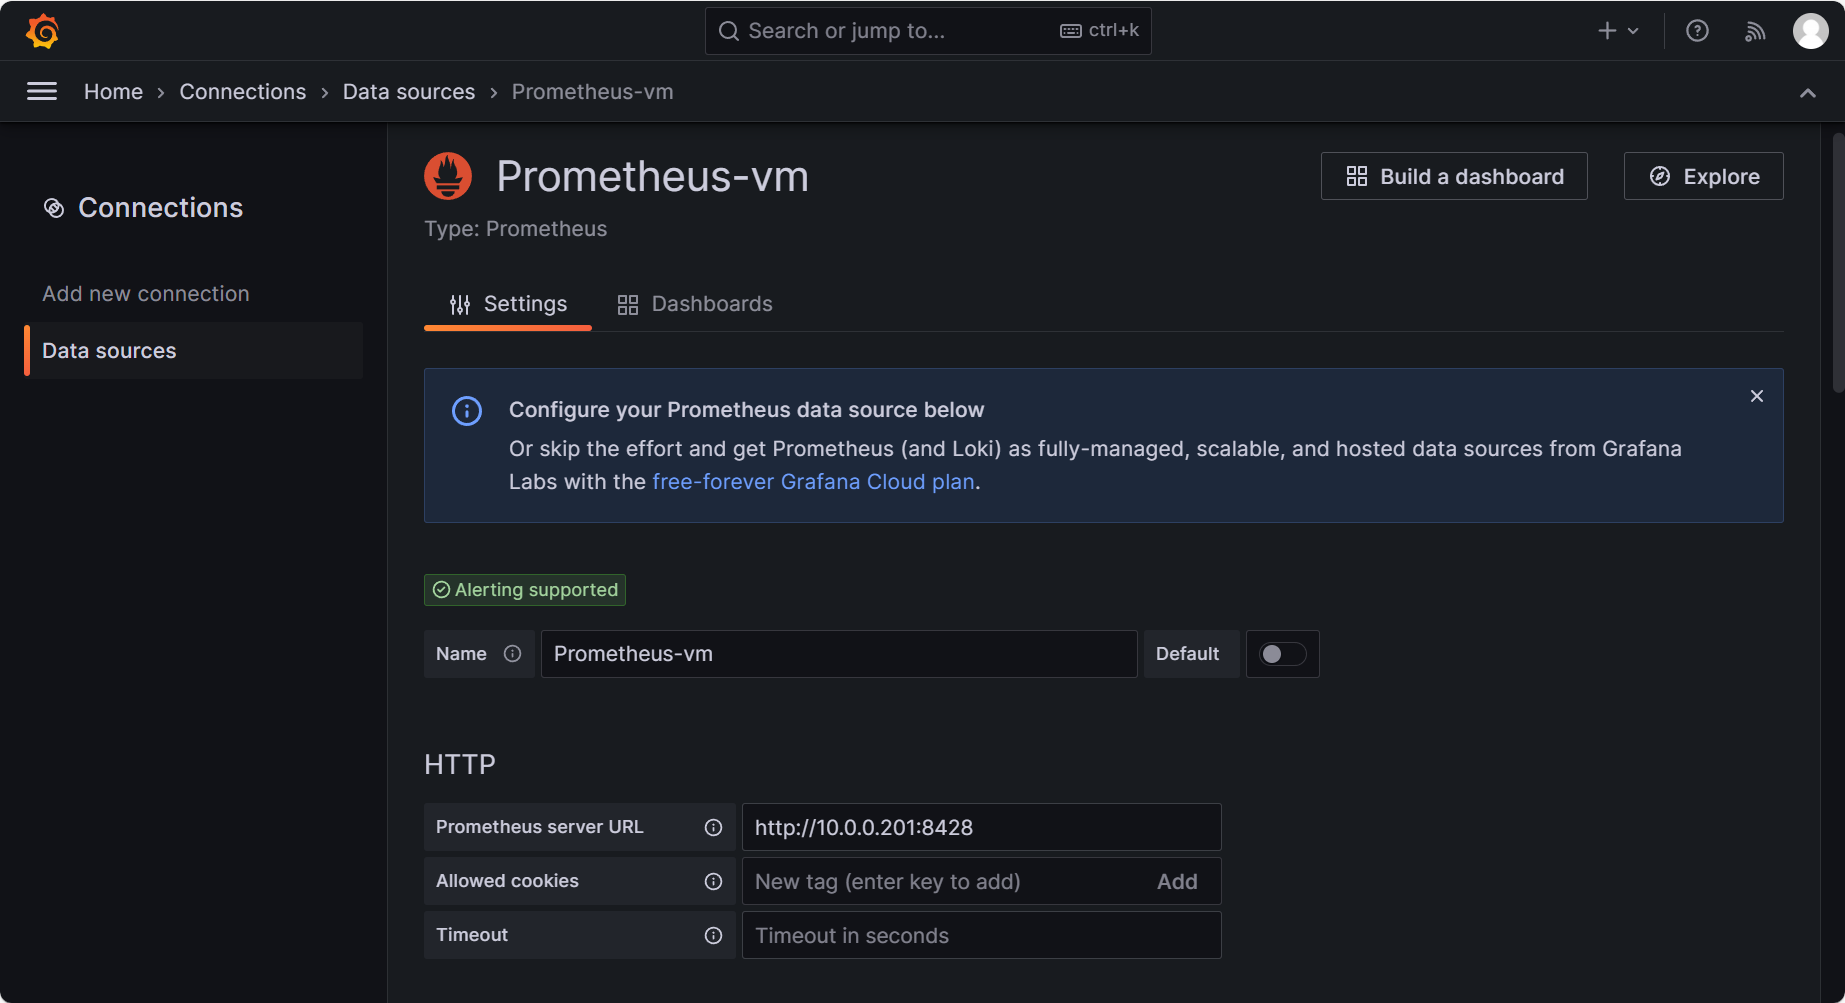 Search or jump to...
ctrl+k
Home › Connections › Data sources › Prometheus-vm
Connections
Add new connection
Data sources
Prometheus-vm
Type: Prometheus
Build a dashboard
Explore
Settings
Dashboards
Configure your Prometheus data source below
Or skip the effort and get Prometheus (and Loki) as fully-managed, scalable, and hosted data sources from Grafana
Labs with the free-forever Grafana Cloud plan.
Alerting supported
Name
Prometheus-vm
Default
HTTP
Prometheus server URL
http://10.0.0.201:8428
Allowed cookies
New tag (enter key to add)
Add
Timeout
Timeout in seconds